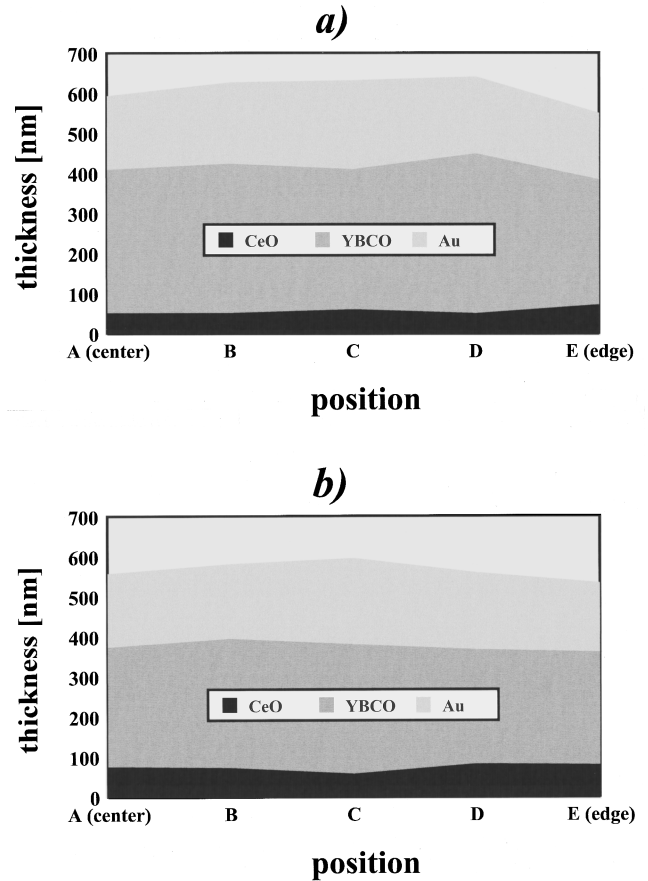 a)
700
600
500
400
300
200
100
0
thickness [nm]
CeO YBCO Au
A (center) B C D E (edge)
position
b)
700
600
500
400
300
200
100
0
thickness [nm]
CeO YBCO Au
A (center) B C D E (edge)
position